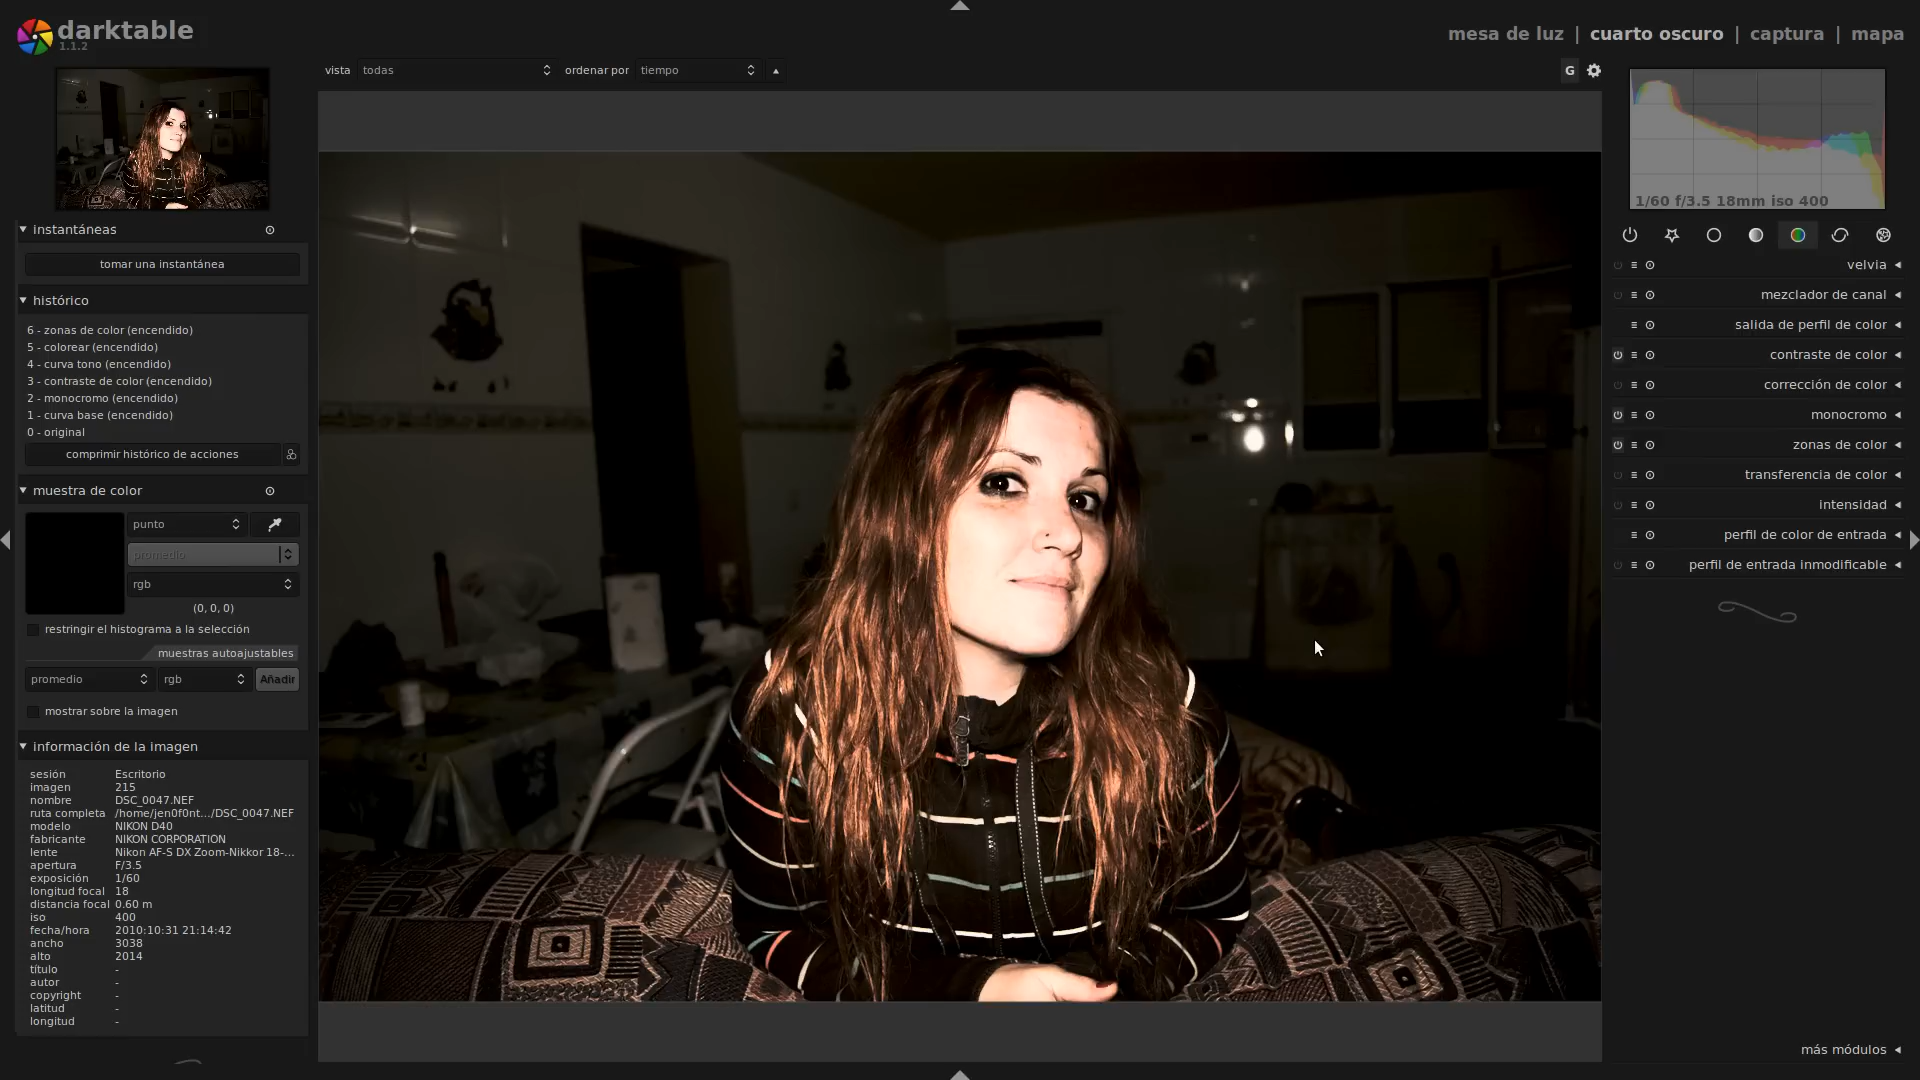 darktable
1.1.2
mesa de luz | cuarto oscuro | captura | mapa
vista todas ordenar por tiempo
G
1/60 f/3.5 18mm iso 400
instantáneas
tomar una instantánea
histórico
6 - zonas de color (encendido)
5 - colorear (encendido)
4 - curva tono (encendido)
3 - contraste de color (encendido)
2 - monocromo (encendido)
1 - curva base (encendido)
0 - original
comprimir histórico de acciones
muestra de color
punto
promedio
rgb
(0, 0, 0)
restringir el histograma a la selección
muestras autoajustables
promedio rgb Añadir
mostrar sobre la imagen
información de la imagen
sesión Escritorio
imagen 215
nombre DSC_0047.NEF
ruta completa /home/jen0f0nt.../DSC_0047.NEF
modelo NIKON D40
fabricante NIKON CORPORATION
lente Nikon AF-S DX Zoom-Nikkor 18-...
apertura F/3.5
exposición 1/60
longitud focal 18
distancia focal 0.60 m
iso 400
fecha/hora 2010:10:31 21:14:42
ancho 3038
alto 2014
título -
autor -
copyright -
latitud -
longitud -
velvia
mezclador de canal
salida de perfil de color
contraste de color
corrección de color
monocromo
zonas de color
transferencia de color
intensidad
perfil de color de entrada
perfil de entrada inmodificable
más módulos